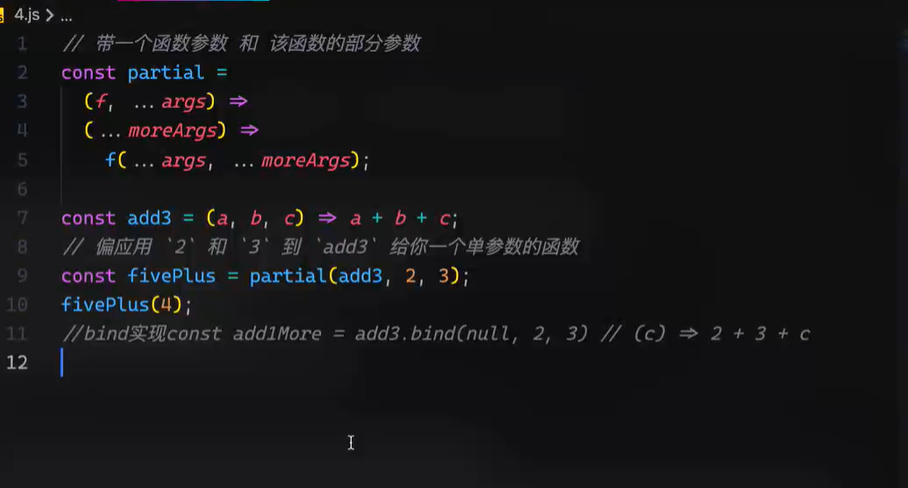 4.js > ...
1 // 带一个函数参数 和 该函数的部分参数
2 const partial =
3 (f, ...args) =>
4 (...moreArgs) =>
5 f(...args, ...moreArgs);
6
7 const add3 = (a, b, c) => a + b + c;
8 // 偏应用 `2` 和 `3` 到 `add3` 给你一个单参数的函数
9 const fivePlus = partial(add3, 2, 3);
10 fivePlus(4);
11 //bind实现const add1More = add3.bind(null, 2, 3) // (c) => 2 + 3 + c
12